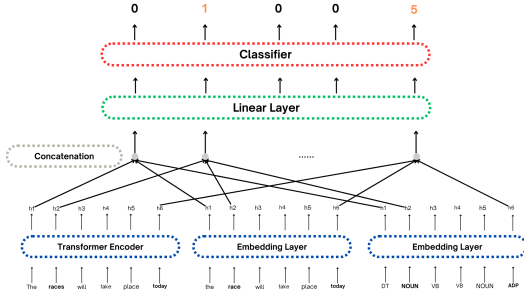 0 1 0 0 5
Classifier
Linear Layer
Concatenation ......
h1 h2 h3 h4 h5 h6 h1 h2 h3 h4 h5 h6 h1 h2 h3 h4 h5 h6
Transformer Encoder Embedding Layer Embedding Layer
The races will take place today the race will take place today DT NOUN VB VB NOUN ADP